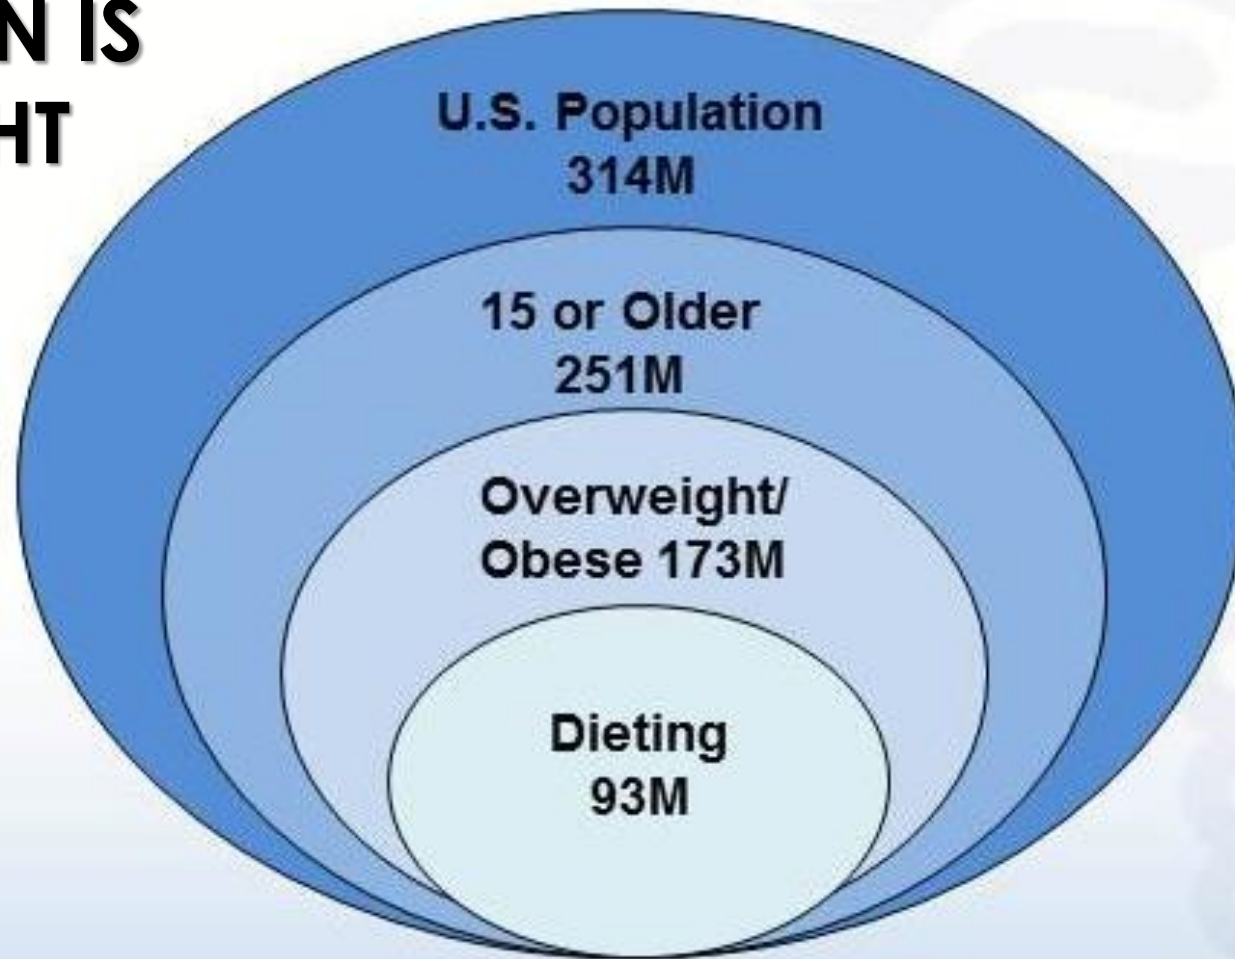 N IS
HT
U.S. Population
314M
15 or Older
251M
Overweight/
Obese 173M
Dieting
93M